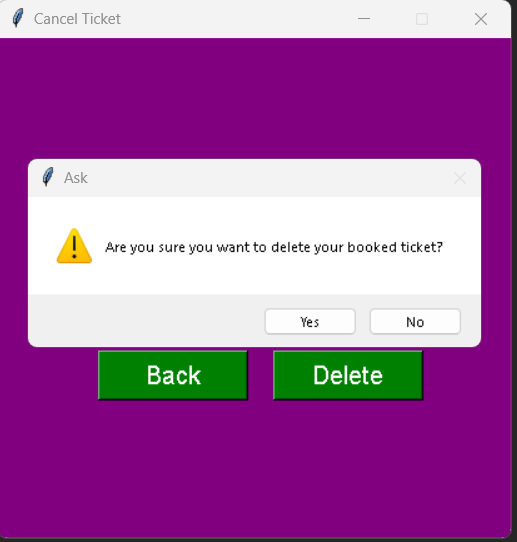 Cancel Ticket
Ask
Are you sure you want to delete your booked ticket?
Yes No
Back Delete